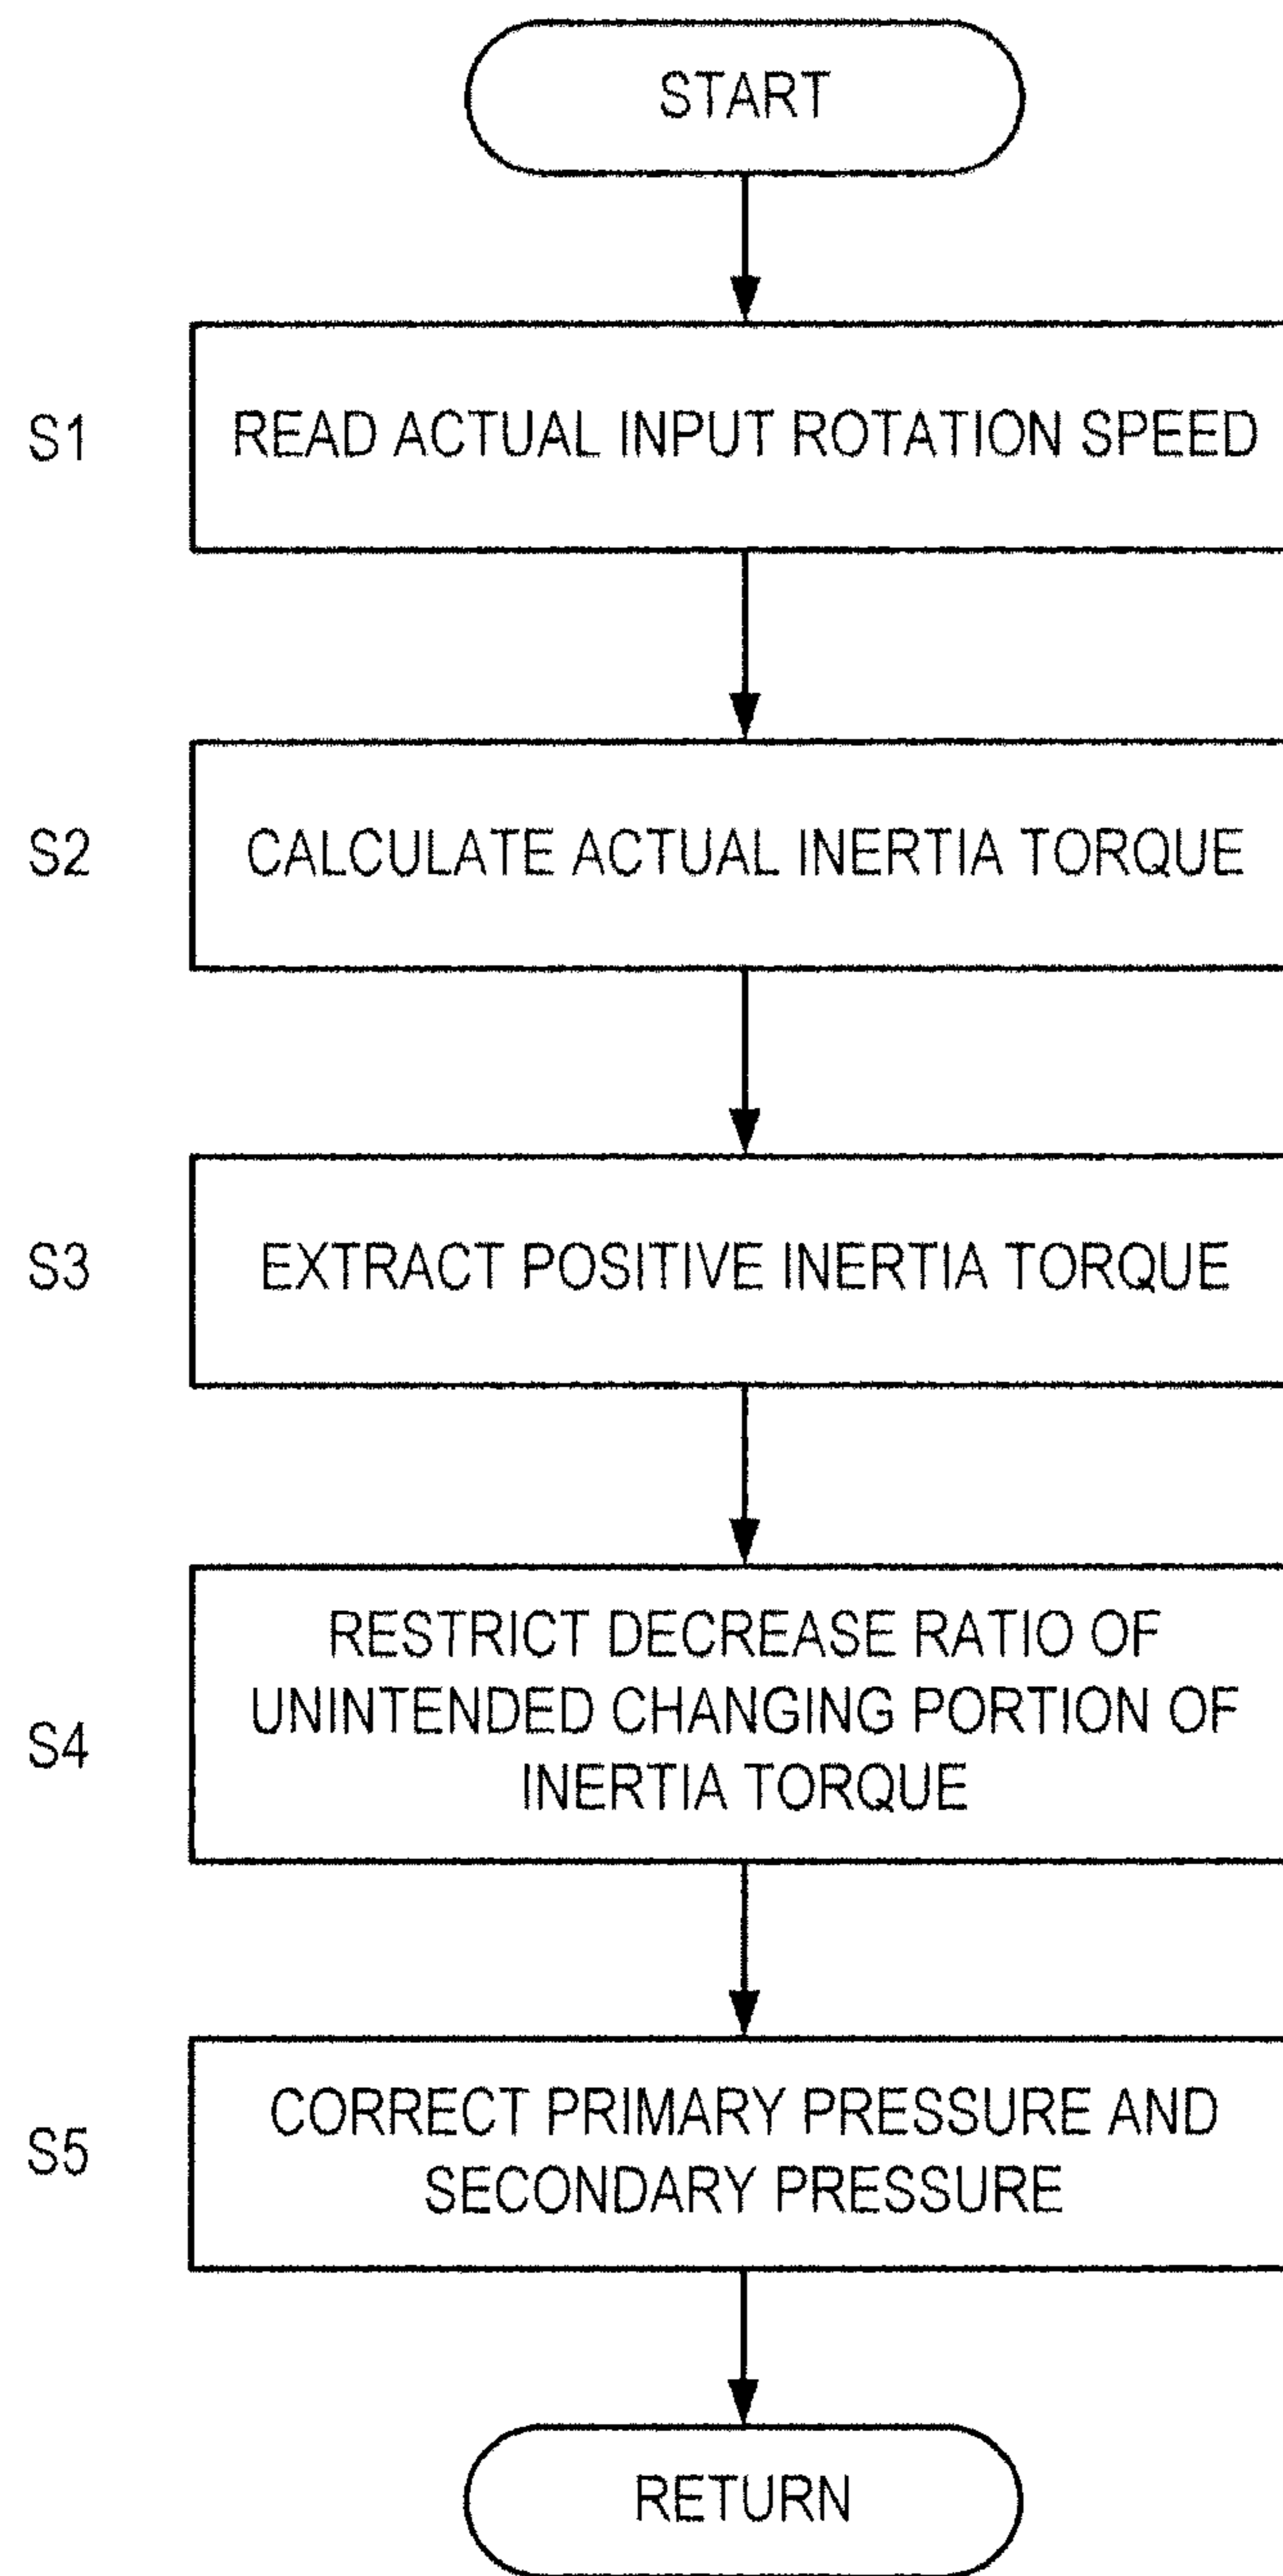 START
S1
READ ACTUAL INPUT ROTATION SPEED
S2
CALCULATE ACTUAL INERTIA TORQUE
S3
EXTRACT POSITIVE INERTIA TORQUE
S4
RESTRICT DECREASE RATIO OF
UNINTENDED CHANGING PORTION OF
INERTIA TORQUE
S5
CORRECT PRIMARY PRESSURE AND
SECONDARY PRESSURE
RETURN